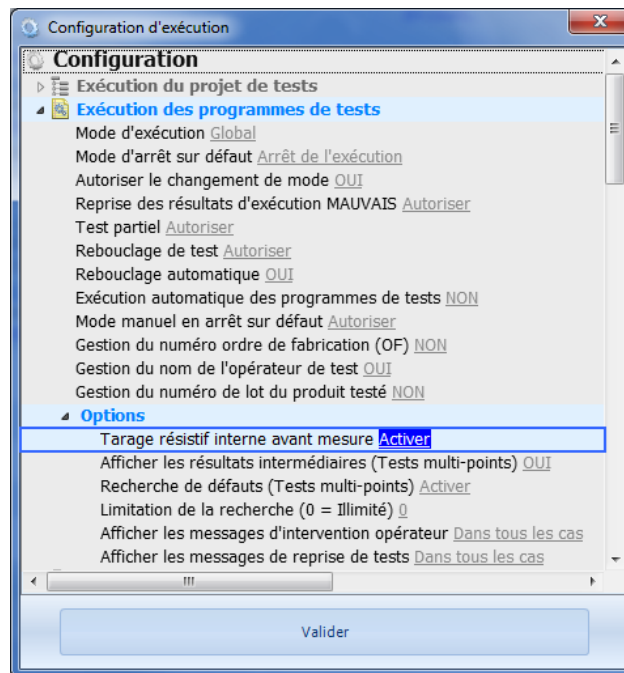 Configuration d'exécution
Configuration
Exécution du projet de tests
Exécution des programmes de tests
Mode d'exécution Global
Mode d'arrêt sur défaut Arrêt de l'exécution
Autoriser le changement de mode OUI
Reprise des résultats d'exécution MAUVAIS Autoriser
Test partiel Autoriser
Rebouclage de test Autoriser
Rebouclage automatique OUI
Exécution automatique des programmes de tests NON
Mode manuel en arrêt sur défaut Autoriser
Gestion du numéro ordre de fabrication (OF) NON
Gestion du nom de l'opérateur de test OUI
Gestion du numéro de lot du produit testé NON
Options
Tarage résistif interne avant mesure Activer
Afficher les résultats intermédiaires (Tests multi-points) OUI
Recherche de défauts (Tests multi-points) Activer
Limitation de la recherche (0 = Illimité) 0
Afficher les messages d'intervention opérateur Dans tous les cas
Afficher les messages de reprise de tests Dans tous les cas
Valider